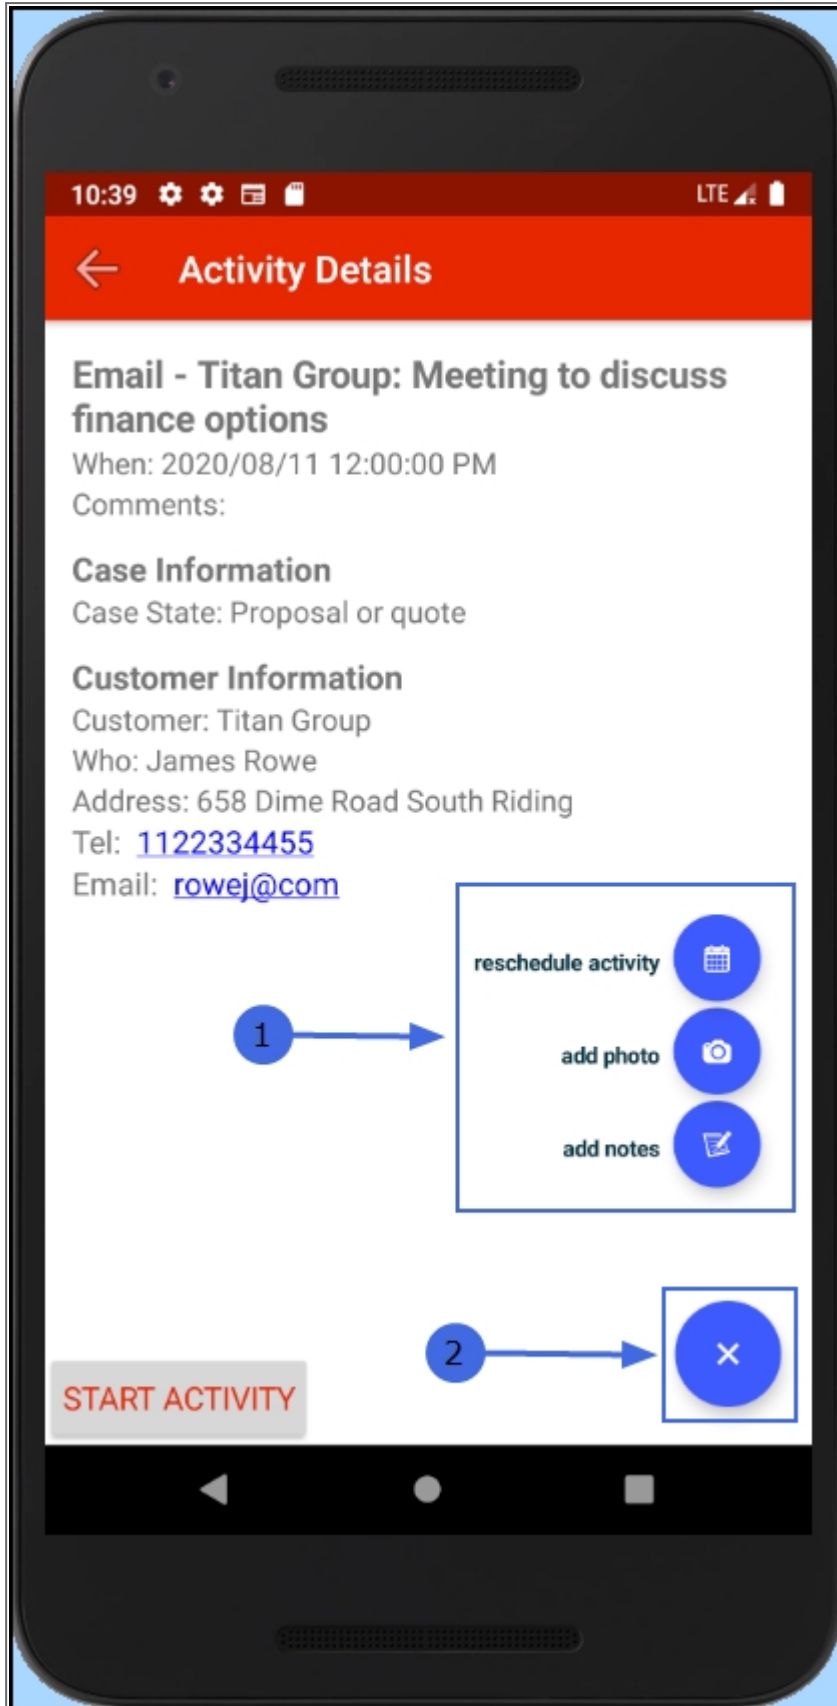 10:39 LTE
Activity Details
Email - Titan Group: Meeting to discuss
finance options
When: 2020/08/11 12:00:00 PM
Comments:
Case Information
Case State: Proposal or quote
Customer Information
Customer: Titan Group
Who: James Rowe
Address: 658 Dime Road South Riding
Tel: 1122334455
Email: rowej@com
reschedule activity
1
add photo
add notes
2
START ACTIVITY